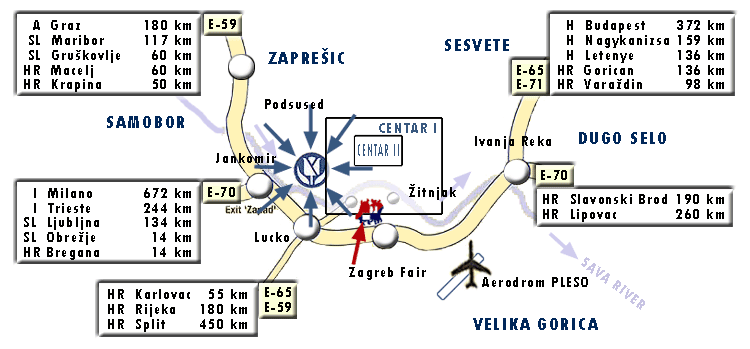 A Graz 180 km
SL Maribor 117 km
SL Gruškovlje 60 km
HR Macelj 60 km
HR Krapina 50 km
E-59
ZAPREŠIC
SESVETE
H Budapest 372 km
H Nagykanizsa 159 km
H Letenye 136 km
HR Gorican 136 km
HR Varaždin 98 km
E-65
E-71
Podsused
SAMOBOR
CENTAR I
CENTAR II
Ivanja Reka
DUGO SELO
Jankomir
E-70
I Milano 672 km
I Trieste 244 km
SL Ljubljna 134 km
SL Obrežje 14 km
HR Bregana 14 km
E-70
Exit 'Zapad'
Žitnjak
HR Slavonski Brod 190 km
HR Lipovac 260 km
Lucko
Zagreb Fair
Aerodrom PLESO
SAVA RIVER
HR Karlovac 55 km
HR Rijeka 180 km
HR Split 450 km
E-65
E-59
VELIKA GORICA